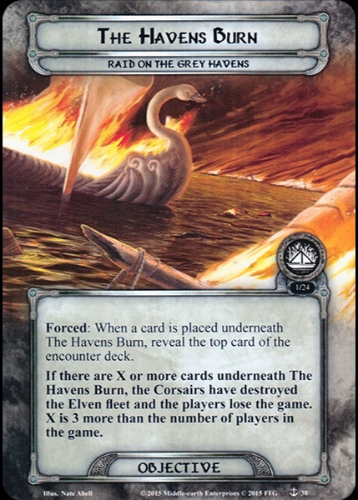 The Havens Burn
Raid on the Grey Havens
1/24
Forced: When a card is placed underneath
The Havens Burn, reveal the top card of the
encounter deck.
If there are X or more cards underneath The
Havens Burn, the Corsairs have destroyed
the Elven fleet and the players lose the game.
X is 3 more than the number of players in
the game.
Objective
Illus. Nate Abell ©2015 Middle-earth Enterprises ©2015 FFG 38